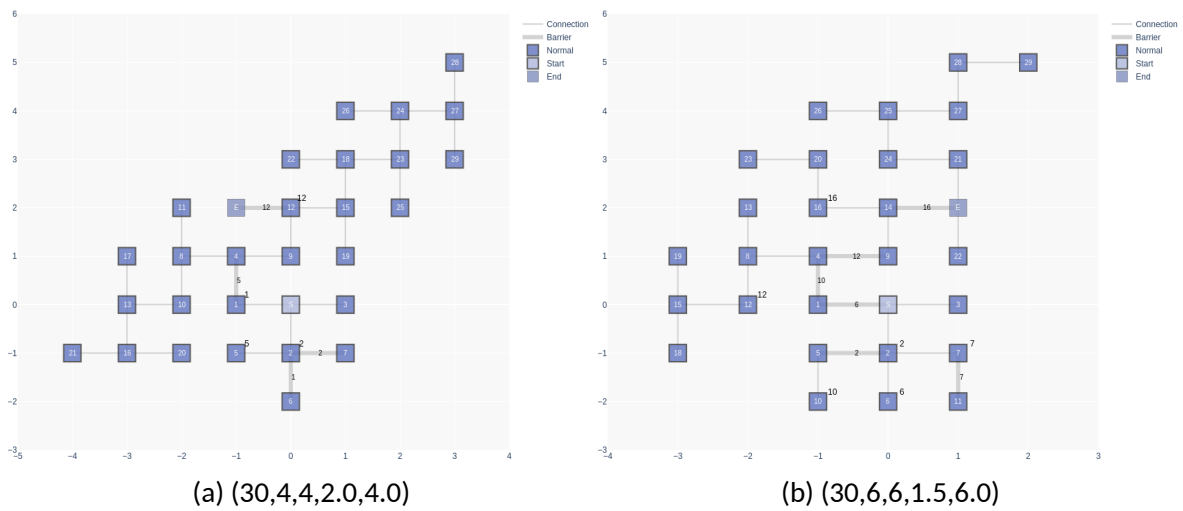 6
Connection
Barrier
Normal
Start
End
5
28
4
26 24 27
3
22 18 23 29
2
11 E 12 12 12 15 25
1
17 8 4 9 19
5
0
13 10 1 1 S 3
−1
21 16 20 5 5 2 2 2 7
1
−2
6
−3
−5 −4 −3 −2 −1 0 1 2 3 4
(a) (30,4,4,2.0,4.0)
6
Connection
Barrier
Normal
Start
End
5
28 29
4
26 25 27
3
23 20 24 21
2
13 16 16 14 16 E
1
19 8 4 12 9 22
10
0
15 12 12 1 6 S 3
−1
18 5 2 2 2 7 7
7
−2
10 10 6 6 11
−3
−4 −3 −2 −1 0 1 2 3
(b) (30,6,6,1.5,6.0)